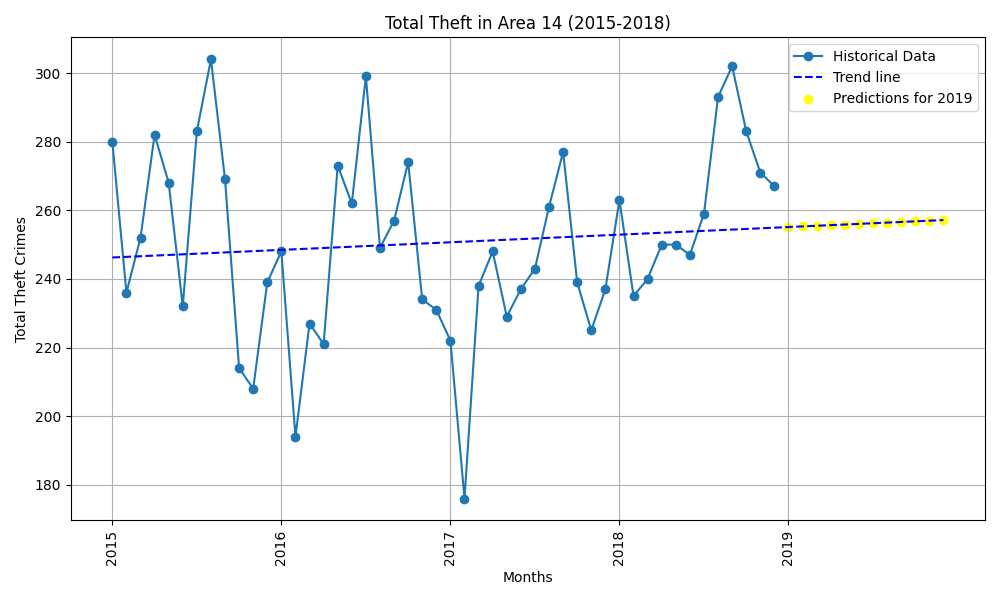 Total Theft in Area 14 (2015-2018)
Historical Data
Trend line
Predictions for 2019
Total Theft Crimes
300
280
260
240
220
200
180
2015
2016
2017
2018
2019
Months